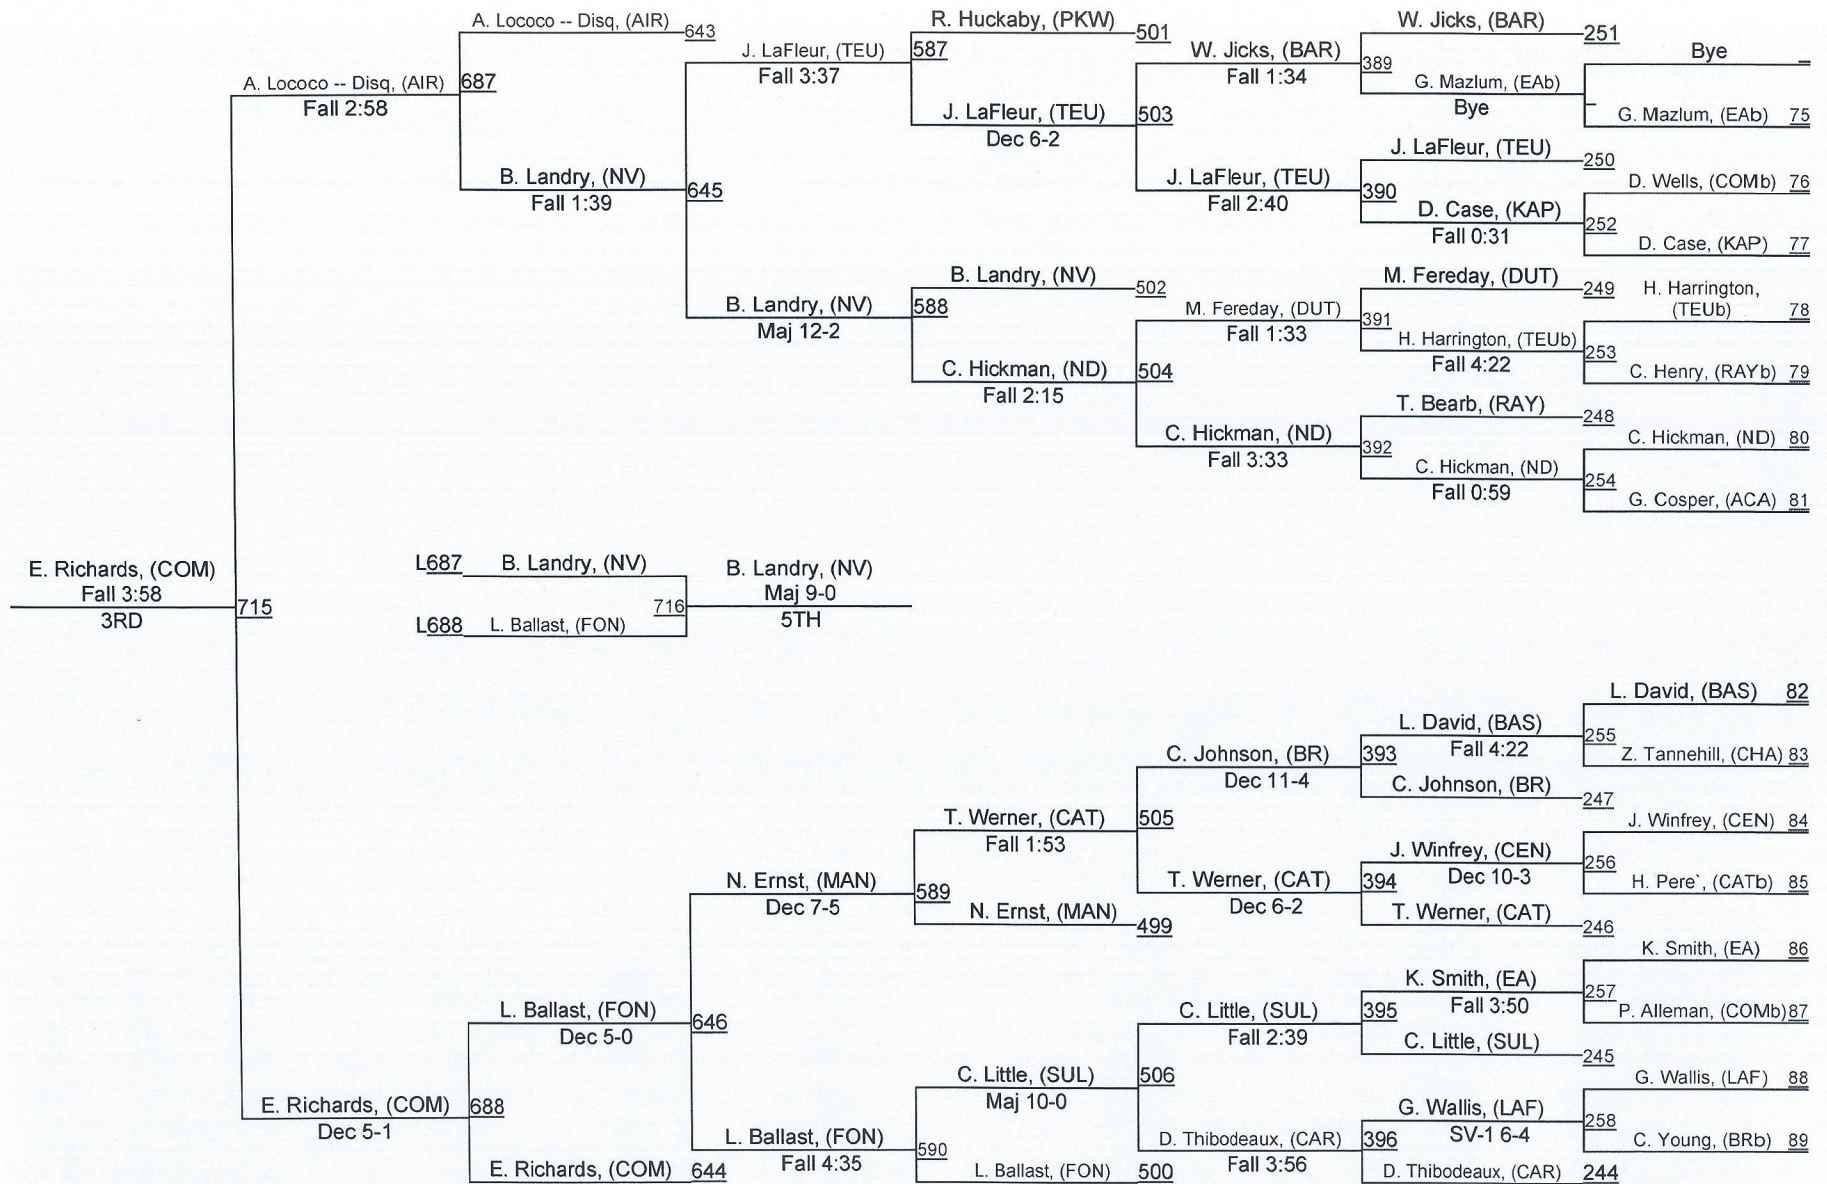 A. Lococo -- Disq, (AIR)
643
R. Huckaby, (PKW)
501
W. Jicks, (BAR)
251
Bye
J. LaFleur, (TEU)
587
Fall 3:37
W. Jicks, (BAR)
389
Fall 1:34
A. Lococo -- Disq, (AIR)
687
Fall 2:58
G. Mazlum, (EAb)
Bye
J. LaFleur, (TEU)
503
Dec 6-2
G. Mazlum, (EAb) 75
J. LaFleur, (TEU)
250
B. Landry, (NV)
645
Fall 1:39
J. LaFleur, (TEU)
390
Fall 2:40
D. Wells, (COMb) 76
D. Case, (KAP)
252
Fall 0:31
D. Case, (KAP) 77
B. Landry, (NV)
502
M. Fereday, (DUT)
249
H. Harrington,
(TEUb) 78
B. Landry, (NV)
588
Maj 12-2
M. Fereday, (DUT)
391
Fall 1:33
H. Harrington, (TEUb)
253
Fall 4:22
C. Hickman, (ND)
504
Fall 2:15
C. Henry, (RAYb) 79
T. Bearb, (RAY)
248
C. Hickman, (ND)
392
Fall 3:33
C. Hickman, (ND) 80
C. Hickman, (ND)
254
Fall 0:59
G. Cosper, (ACA) 81
E. Richards, (COM)
Fall 3:58
3RD
715
L687 B. Landry, (NV)
716
L688 L. Ballast, (FON)
B. Landry, (NV)
Maj 9-0
5TH
L. David, (BAS) 82
L. David, (BAS)
255
Fall 4:22
C. Johnson, (BR)
393
Dec 11-4
Z. Tannehill, (CHA) 83
C. Johnson, (BR)
247
T. Werner, (CAT)
505
Fall 1:53
J. Winfrey, (CEN) 84
J. Winfrey, (CEN)
256
Dec 10-3
N. Ernst, (MAN)
589
Dec 7-5
T. Werner, (CAT)
394
Dec 6-2
H. Pere`, (CATb) 85
N. Ernst, (MAN)
499
T. Werner, (CAT)
246
K. Smith, (EA) 86
K. Smith, (EA)
257
Fall 3:50
L. Ballast, (FON)
646
Dec 5-0
C. Little, (SUL)
395
Fall 2:39
P. Alleman, (COMb) 87
C. Little, (SUL)
245
C. Little, (SUL)
506
Maj 10-0
G. Wallis, (LAF) 88
E. Richards, (COM)
688
Dec 5-1
G. Wallis, (LAF)
258
SV-1 6-4
L. Ballast, (FON)
590
Fall 4:35
D. Thibodeaux, (CAR)
396
Fall 3:56
C. Young, (BRb) 89
E. Richards, (COM)
644
L. Ballast, (FON)
500
D. Thibodeaux, (CAR)
244